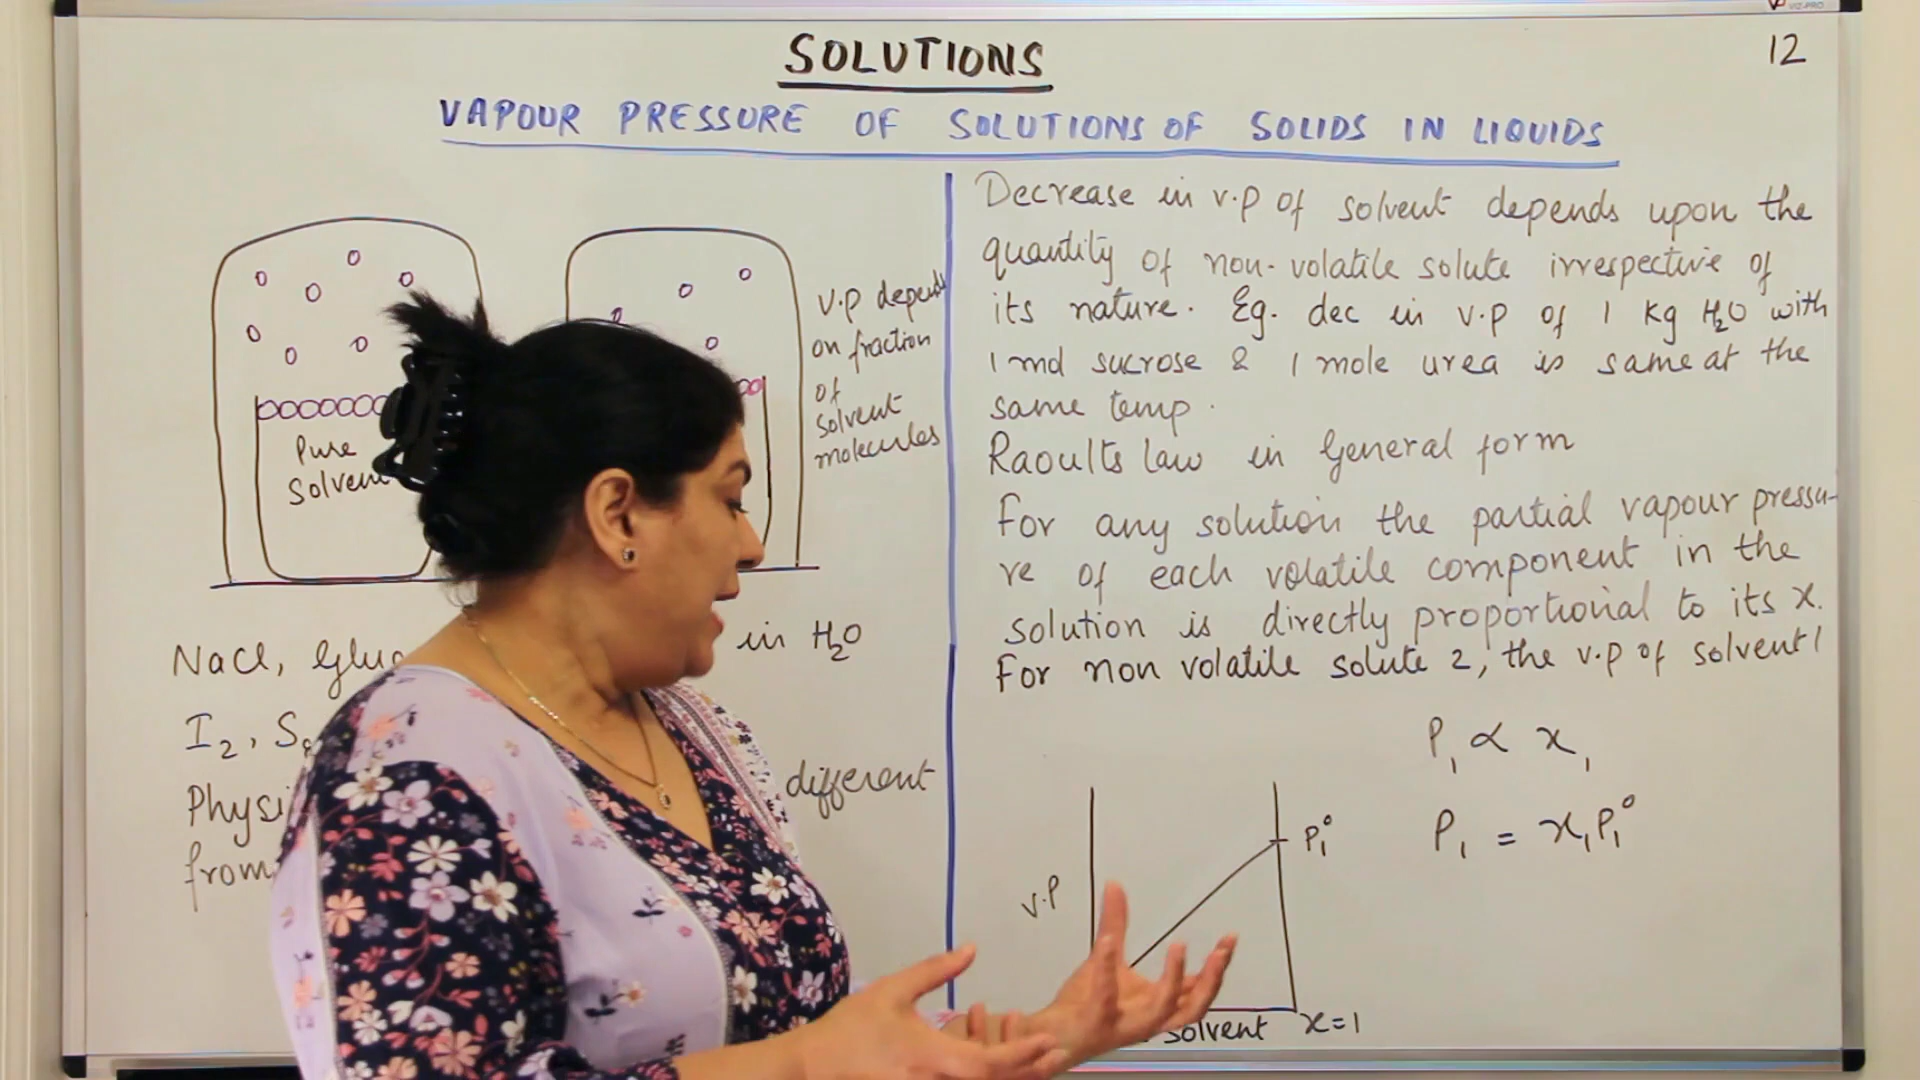 VIZ-PRO
SOLUTIONS
12
VAPOUR PRESSURE OF SOLUTIONS OF SOLIDS IN LIQUIDS
Pure
Solven
V.P depends
on fraction
of
solvent
molecules
NaCl, Glu in H2O
I2, S8
Physi different
from
Decrease in v.p of solvent depends upon the
quantity of non-volatile solute irrespective of
its nature. Eg. dec in v.p of 1 kg H2O with
1 mol sucrose & 1 mole urea is same at the
same temp.
Raoults law in General form
For any solution the partial vapour pressu-
re of each volatile component in the
solution is directly proportional to its x.
For non volatile solute 2, the v.p of solvent 1
P1 ∝ x1
P1 = x1P1°
P1°
V.P
solvent x=1